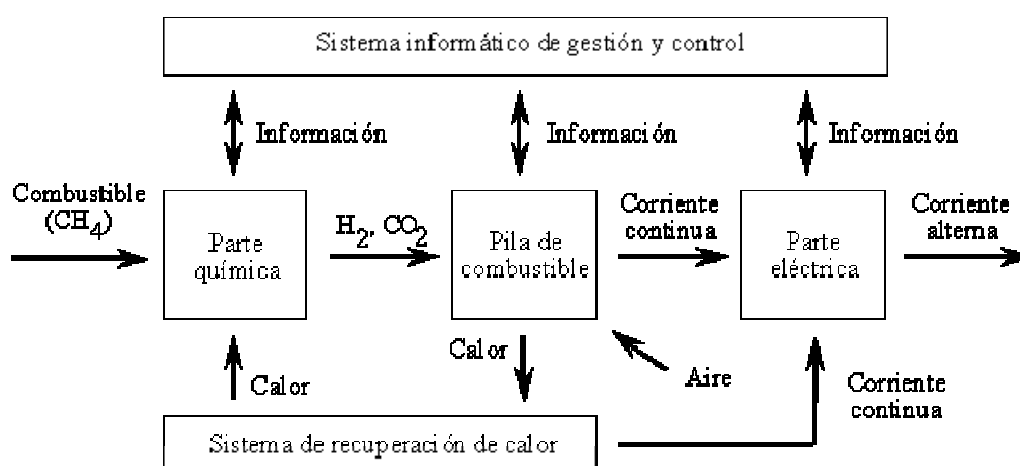 Sistema informático de gestión y control
Información
Información
Información
Combustible
(CH4)
Parte
química
H2, CO2
Pila de
combustible
Corriente
continua
Parte
eléctrica
Corriente
alterna
Calor
Calor
Aire
Corriente
continua
Sistema de recuperación de calor